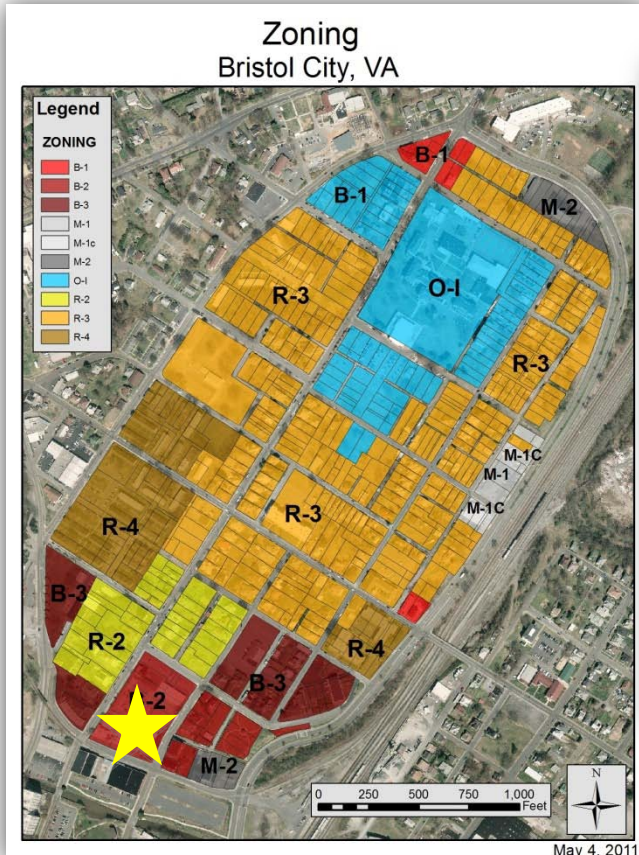 Zoning
Bristol City, VA
Legend
ZONING
B-1
B-2
B-3
M-1
M-1c
M-2
O-I
R-2
R-3
R-4
B-1
B-1
M-2
O-I
R-3
R-3
M-1C
M-1
M-1C
R-3
R-4
B-3
R-2
R-4
B-3
-2
M-2
N
0 250 500 750 1,000
Feet
May 4, 2011